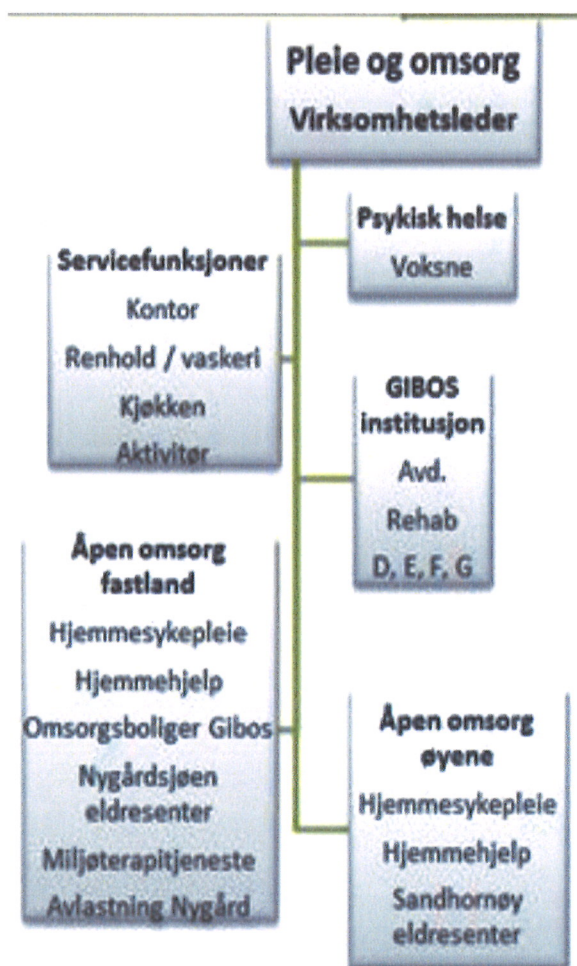 Pleie og omsorg
Virksomhetsleder
Psykisk helse
Voksne
Servicefunksjoner
Kontor
Renhold / vaskeri
Kjøkken
Aktivitør
GIBOS
institusjon
Avd.
Rehab
D, E, F, G
Åpen omsorg
fastland
Hjemmesykepleie
Hjemmehjelp
Omsorgsboliger Gibos
Nygårdsjøen
eldresenter
Miljøterapitjeneste
Avlastning Nygård
Åpen omsorg
øyene
Hjemmesykepleie
Hjemmehjelp
Sandhornøy
eldresenter